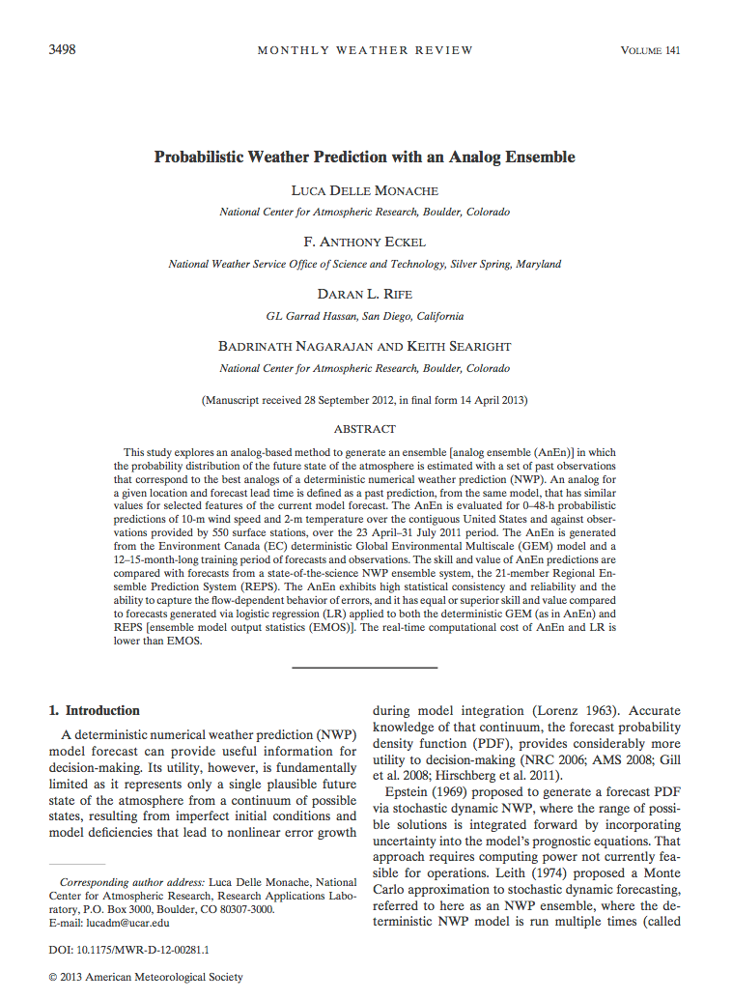 3498
MONTHLY WEATHER REVIEW
VOLUME 141
Probabilistic Weather Prediction with an Analog Ensemble
LUCA DELLE MONACHE
National Center for Atmospheric Research, Boulder, Colorado
F. ANTHONY ECKEL
National Weather Service Office of Science and Technology, Silver Spring, Maryland
DARAN L. RIFE
GL Garrad Hassan, San Diego, California
BADRINATH NAGARAJAN AND KEITH SEARIGHT
National Center for Atmospheric Research, Boulder, Colorado
(Manuscript received 28 September 2012, in final form 14 April 2013)
ABSTRACT
This study explores an analog-based method to generate an ensemble [analog ensemble (AnEn)] in which
the probability distribution of the future state of the atmosphere is estimated with a set of past observations
that correspond to the best analogs of a deterministic numerical weather prediction (NWP). An analog for
a given location and forecast lead time is defined as a past prediction, from the same model, that has similar
values for selected features of the current model forecast. The AnEn is evaluated for 0–48-h probabilistic
predictions of 10-m wind speed and 2-m temperature over the contiguous United States and against obser-
vations provided by 550 surface stations, over the 23 April–31 July 2011 period. The AnEn is generated
from the Environment Canada (EC) deterministic Global Environmental Multiscale (GEM) model and a
12–15-month-long training period of forecasts and observations. The skill and value of AnEn predictions are
compared with forecasts from a state-of-the-science NWP ensemble system, the 21-member Regional En-
semble Prediction System (REPS). The AnEn exhibits high statistical consistency and reliability and the
ability to capture the flow-dependent behavior of errors, and it has equal or superior skill and value compared
to forecasts generated via logistic regression (LR) applied to both the deterministic GEM (as in AnEn) and
REPS [ensemble model output statistics (EMOS)]. The real-time computational cost of AnEn and LR is
lower than EMOS.
1. Introduction
A deterministic numerical weather prediction (NWP)
model forecast can provide useful information for
decision-making. Its utility, however, is fundamentally
limited as it represents only a single plausible future
state of the atmosphere from a continuum of possible
states, resulting from imperfect initial conditions and
model deficiencies that lead to nonlinear error growth
Corresponding author address: Luca Delle Monache, National
Center for Atmospheric Research, Research Applications Labo-
ratory, P.O. Box 3000, Boulder, CO 80307-3000.
E-mail: lucadm@ucar.edu
DOI: 10.1175/MWR-D-12-00281.1
© 2013 American Meteorological Society
during model integration (Lorenz 1963). Accurate
knowledge of that continuum, the forecast probability
density function (PDF), provides considerably more
utility to decision-making (NRC 2006; AMS 2008; Gill
et al. 2008; Hirschberg et al. 2011).
Epstein (1969) proposed to generate a forecast PDF
via stochastic dynamic NWP, where the range of possi-
ble solutions is integrated forward by incorporating
uncertainty into the model's prognostic equations. That
approach requires computing power not currently fea-
sible for operations. Leith (1974) proposed a Monte
Carlo approximation to stochastic dynamic forecasting,
referred to here as an NWP ensemble, where the de-
terministic NWP model is run multiple times (called